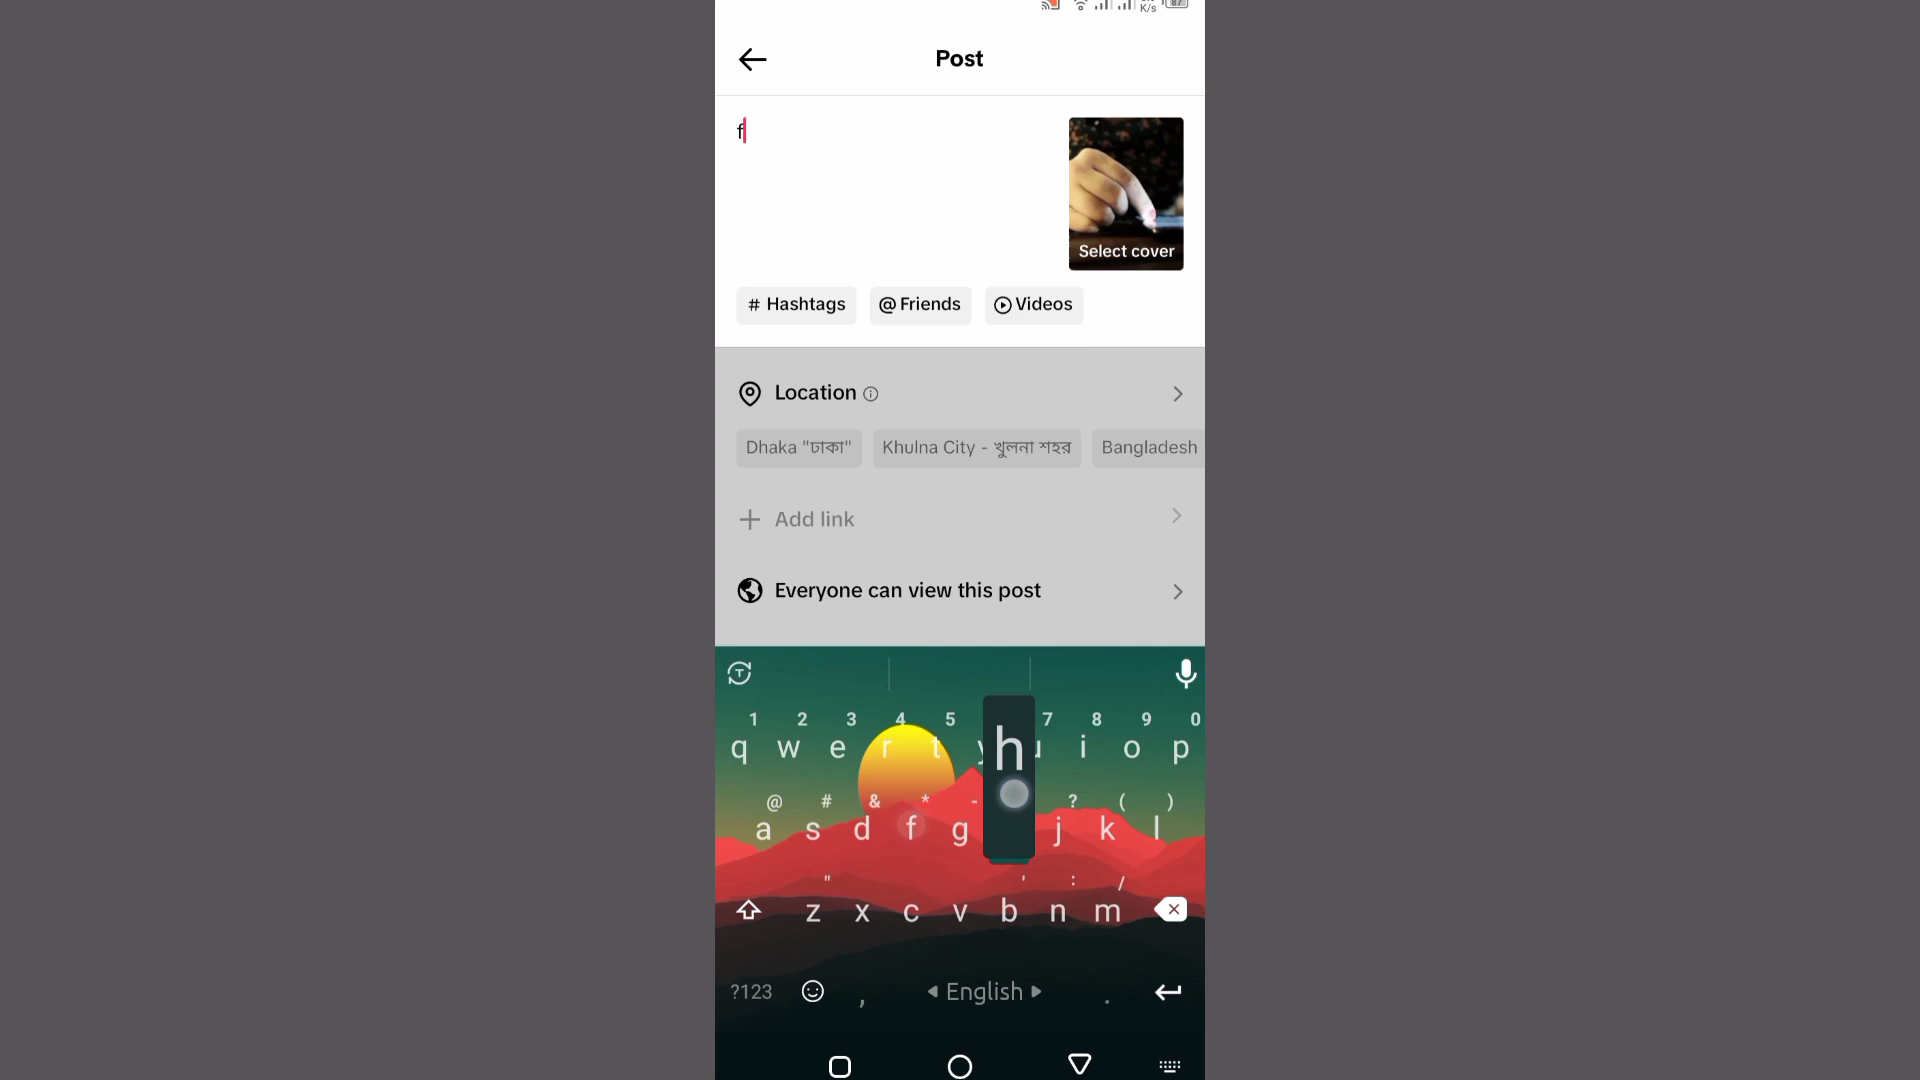 K/s 87
Post
f
Select cover
# Hashtags @ Friends Videos
Location
Dhaka "ঢাকা" Khulna City - খুলনা শহর Bangladesh
Add link
Everyone can view this post
1 2 3 4 5 7 8 9 0
q w e r t y u i o p
h
@ # & * - ? ( )
a s d f g j k l
" ' : /
z x c v b n m
?123 , English .